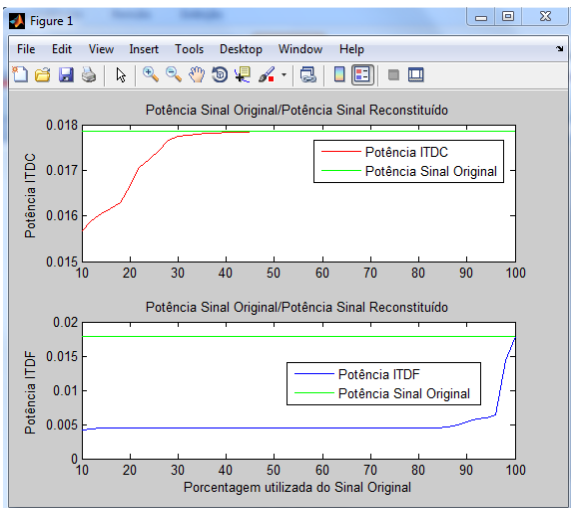 Figure 1
File Edit View Insert Tools Desktop Window Help
Potência Sinal Original/Potência Sinal Reconstituído
Potência ITDC
0.018
0.017
0.016
0.015
Potência ITDC
Potência Sinal Original
10 20 30 40 50 60 70 80 90 100
Potência Sinal Original/Potência Sinal Reconstituído
Potência ITDF
0.02
0.015
0.01
0.005
0
Potência ITDF
Potência Sinal Original
10 20 30 40 50 60 70 80 90 100
Porcentagem utilizada do Sinal Original